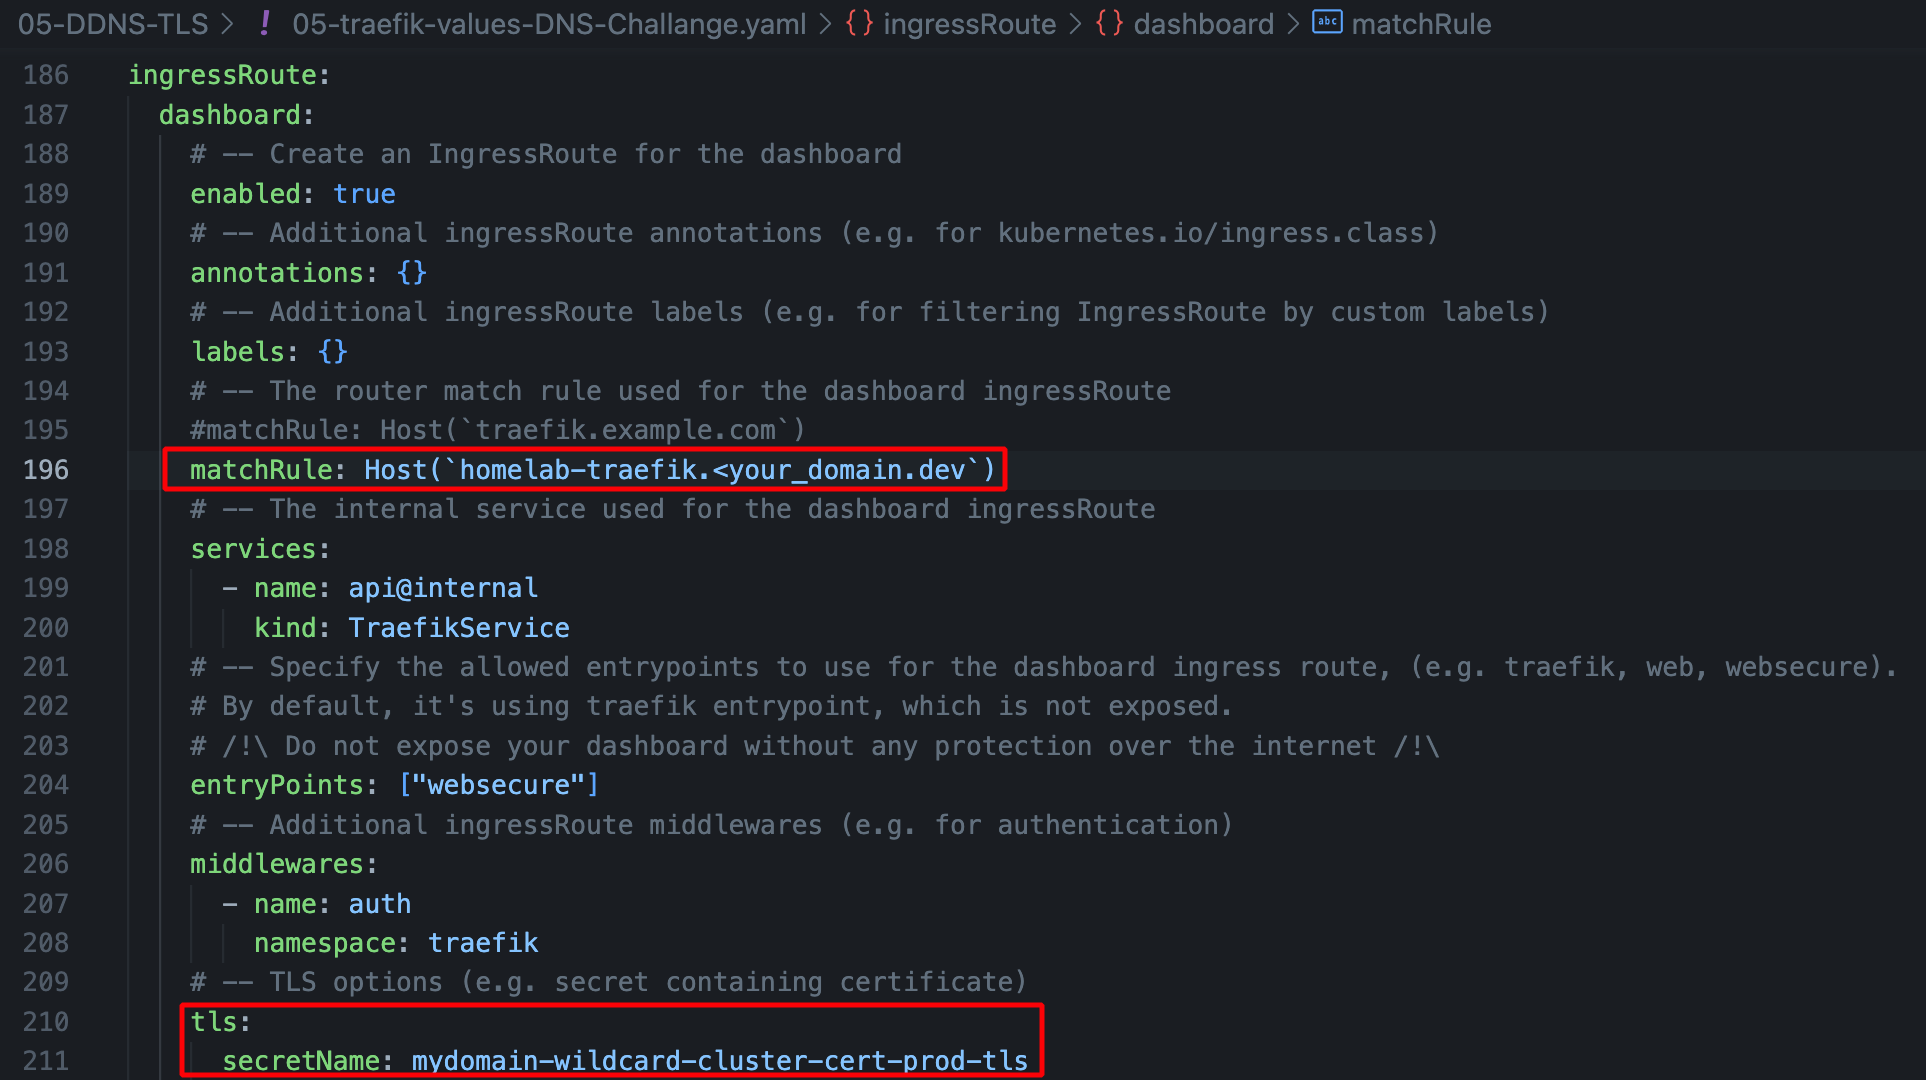 05-DDNS-TLS > ! 05-traefik-values-DNS-Challange.yaml > {} ingressRoute > {} dashboard > abc matchRule
186 ingressRoute:
187   dashboard:
188     # -- Create an IngressRoute for the dashboard
189     enabled: true
190     # -- Additional ingressRoute annotations (e.g. for kubernetes.io/ingress.class)
191     annotations: {}
192     # -- Additional ingressRoute labels (e.g. for filtering IngressRoute by custom labels)
193     labels: {}
194     # -- The router match rule used for the dashboard ingressRoute
195     #matchRule: Host(`traefik.example.com`)
196     matchRule: Host(`homelab-traefik.<your_domain.dev`)
197     # -- The internal service used for the dashboard ingressRoute
198     services:
199       - name: api@internal
200         kind: TraefikService
201     # -- Specify the allowed entrypoints to use for the dashboard ingress route, (e.g. traefik, web, websecure).
202     # By default, it's using traefik entrypoint, which is not exposed.
203     # /!\ Do not expose your dashboard without any protection over the internet /!\
204     entryPoints: ["websecure"]
205     # -- Additional ingressRoute middlewares (e.g. for authentication)
206     middlewares:
207       - name: auth
208         namespace: traefik
209     # -- TLS options (e.g. secret containing certificate)
210     tls:
211       secretName: mydomain-wildcard-cluster-cert-prod-tls